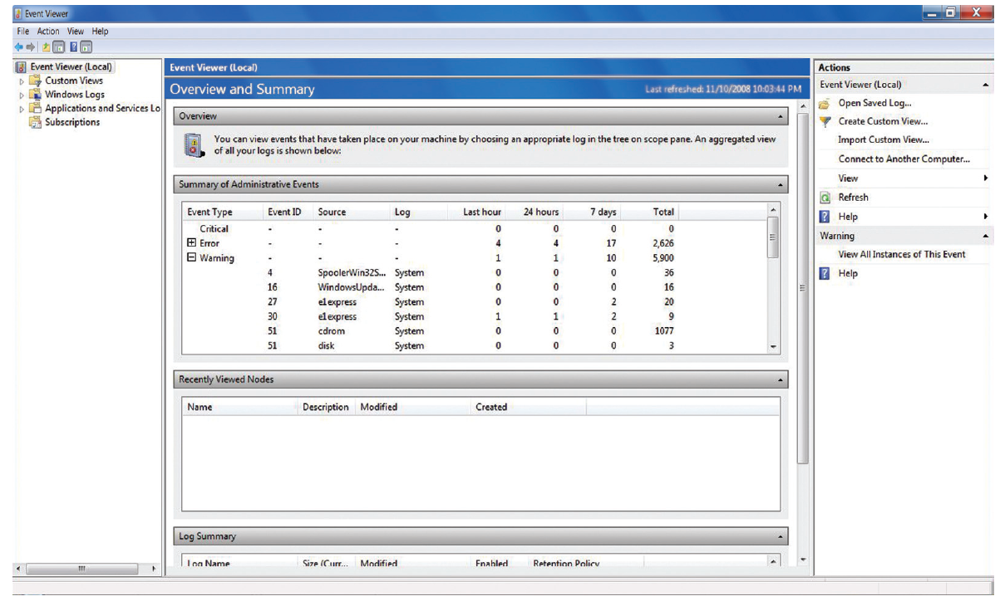 Event Viewer
File Action View Help
Event Viewer (Local)
Custom Views
Windows Logs
Applications and Services Lo
Subscriptions
Event Viewer (Local)
Overview and Summary Last refreshed: 11/10/2008 10:03:44 PM
Overview
You can view events that have taken place on your machine by choosing an appropriate log in the tree on scope pane. An aggregated view
of all your logs is shown below:
Summary of Administrative Events
Event Type Event ID Source Log Last hour 24 hours 7 days Total
Critical - - - 0 0 0 0
Error - - - 4 4 17 2,626
Warning - - - 1 1 10 5,900
4 SpoolerWin32S... System 0 0 0 36
16 WindowsUpda... System 0 0 0 16
27 e1express System 0 0 2 20
30 e1express System 1 1 2 9
51 cdrom System 0 0 0 1077
51 disk System 0 0 0 3
Recently Viewed Nodes
Name Description Modified Created
Log Summary
Log Name Size (Curr... Modified Enabled Retention Policy
Actions
Event Viewer (Local)
Open Saved Log...
Create Custom View...
Import Custom View...
Connect to Another Computer...
View
Refresh
Help
Warning
View All Instances of This Event
Help